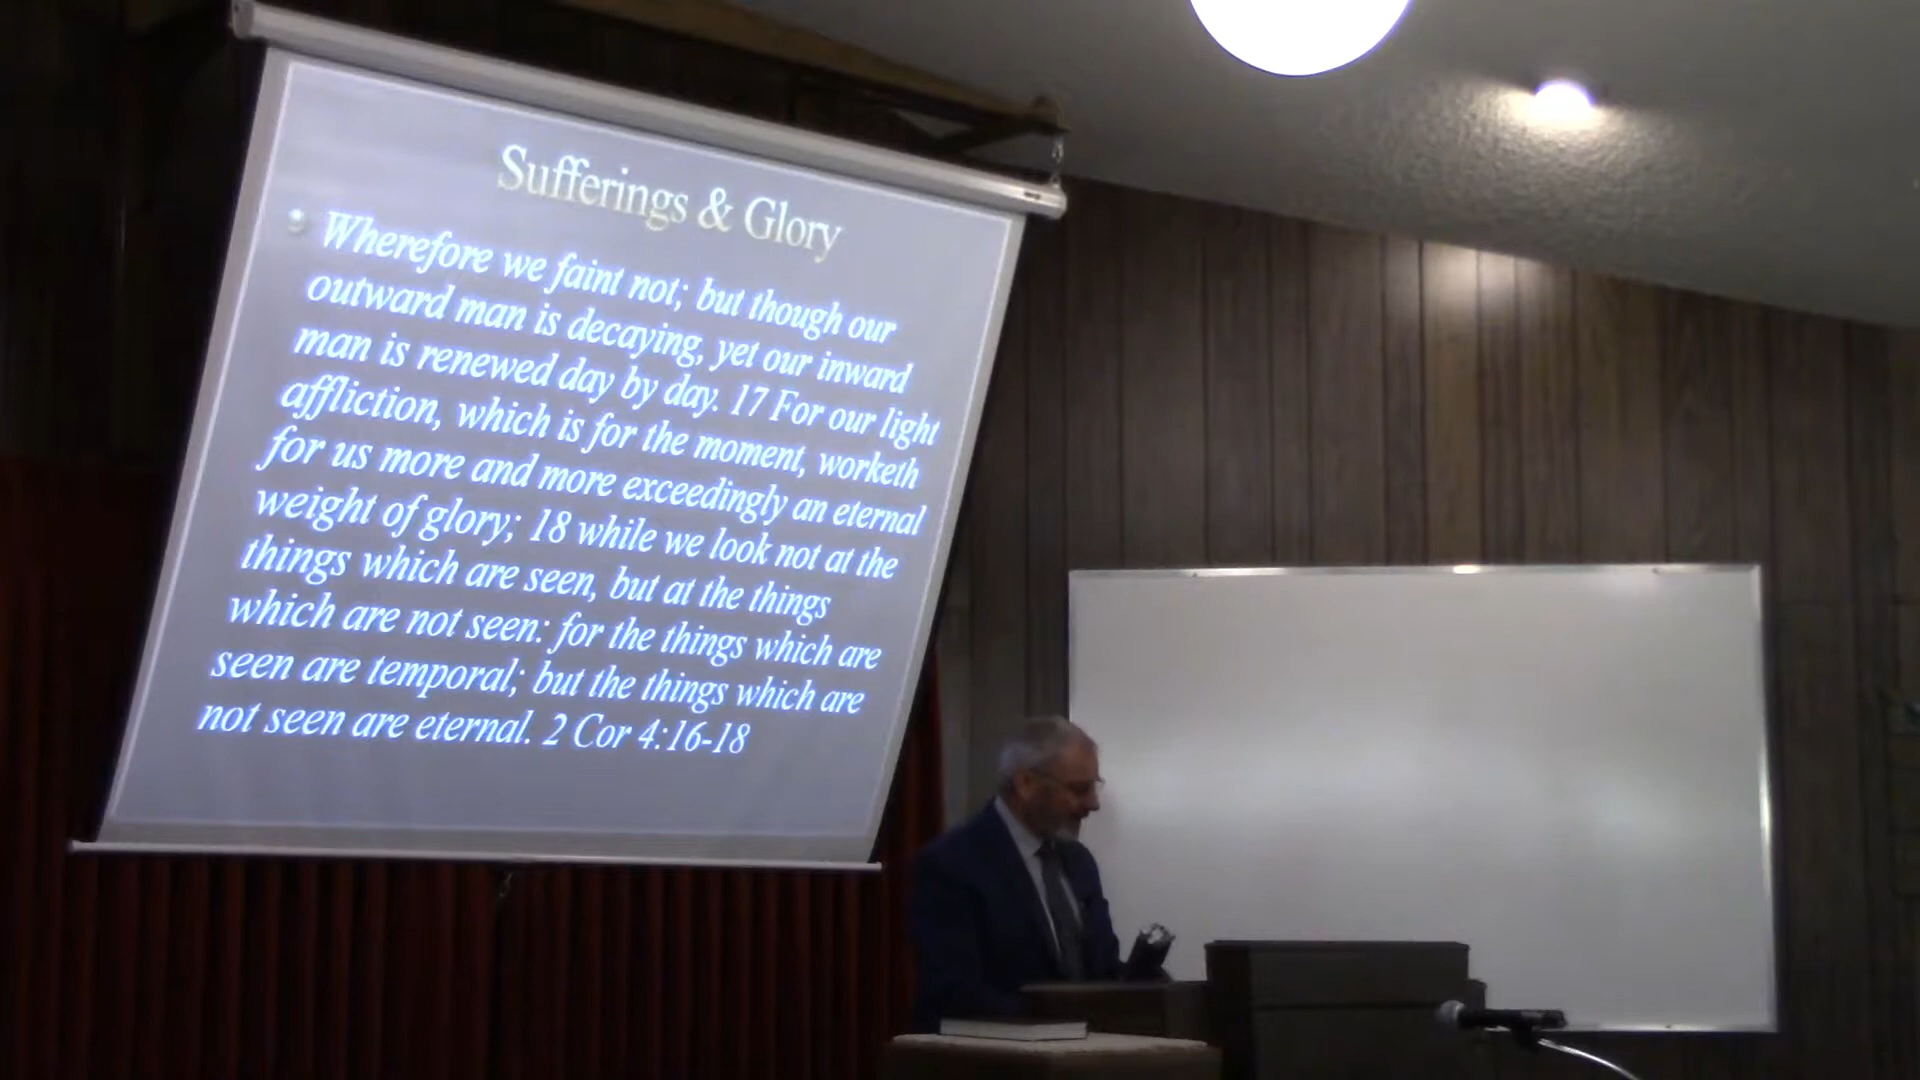 Sufferings & Glory
Wherefore we faint not; but though our
outward man is decaying, yet our inward
man is renewed day by day. 17 For our light
affliction, which is for the moment, worketh
for us more and more exceedingly an eternal
weight of glory; 18 while we look not at the
things which are seen, but at the things
which are not seen: for the things which are
seen are temporal; but the things which are
not seen are eternal. 2 Cor 4:16-18